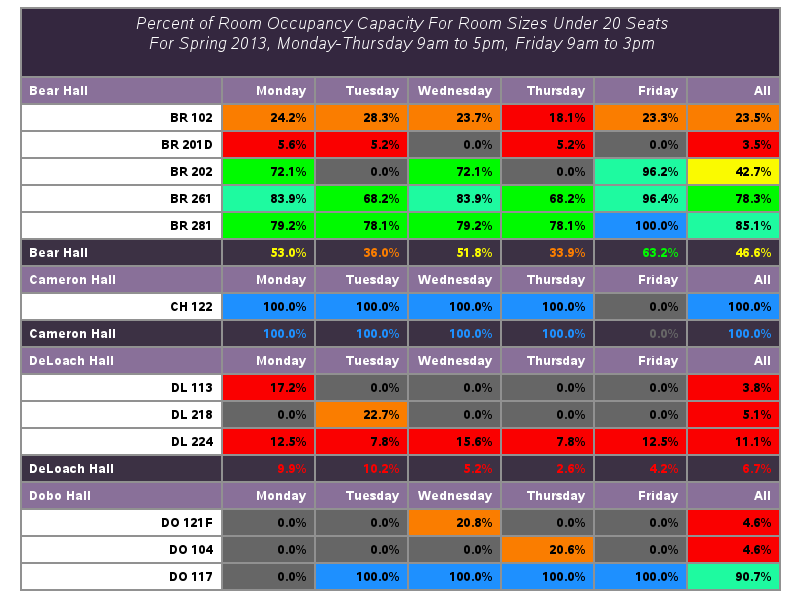 Percent of Room Occupancy Capacity For Room Sizes Under 20 Seats
For Spring 2013, Monday-Thursday 9am to 5pm, Friday 9am to 3pm
Bear Hall Monday Tuesday Wednesday Thursday Friday All
BR 102 24.2% 28.3% 23.7% 18.1% 23.3% 23.5%
BR 201D 5.6% 5.2% 0.0% 5.2% 0.0% 3.5%
BR 202 72.1% 0.0% 72.1% 0.0% 96.2% 42.7%
BR 261 83.9% 68.2% 83.9% 68.2% 96.4% 78.3%
BR 281 79.2% 78.1% 79.2% 78.1% 100.0% 85.1%
Bear Hall 53.0% 36.0% 51.8% 33.9% 63.2% 46.6%
Cameron Hall Monday Tuesday Wednesday Thursday Friday All
CH 122 100.0% 100.0% 100.0% 100.0% 0.0% 100.0%
Cameron Hall 100.0% 100.0% 100.0% 100.0% 0.0% 100.0%
DeLoach Hall Monday Tuesday Wednesday Thursday Friday All
DL 113 17.2% 0.0% 0.0% 0.0% 0.0% 3.8%
DL 218 0.0% 22.7% 0.0% 0.0% 0.0% 5.1%
DL 224 12.5% 7.8% 15.6% 7.8% 12.5% 11.1%
DeLoach Hall 9.9% 10.2% 5.2% 2.6% 4.2% 6.7%
Dobo Hall Monday Tuesday Wednesday Thursday Friday All
DO 121F 0.0% 0.0% 20.8% 0.0% 0.0% 4.6%
DO 104 0.0% 0.0% 0.0% 20.6% 0.0% 4.6%
DO 117 0.0% 100.0% 100.0% 100.0% 100.0% 90.7%